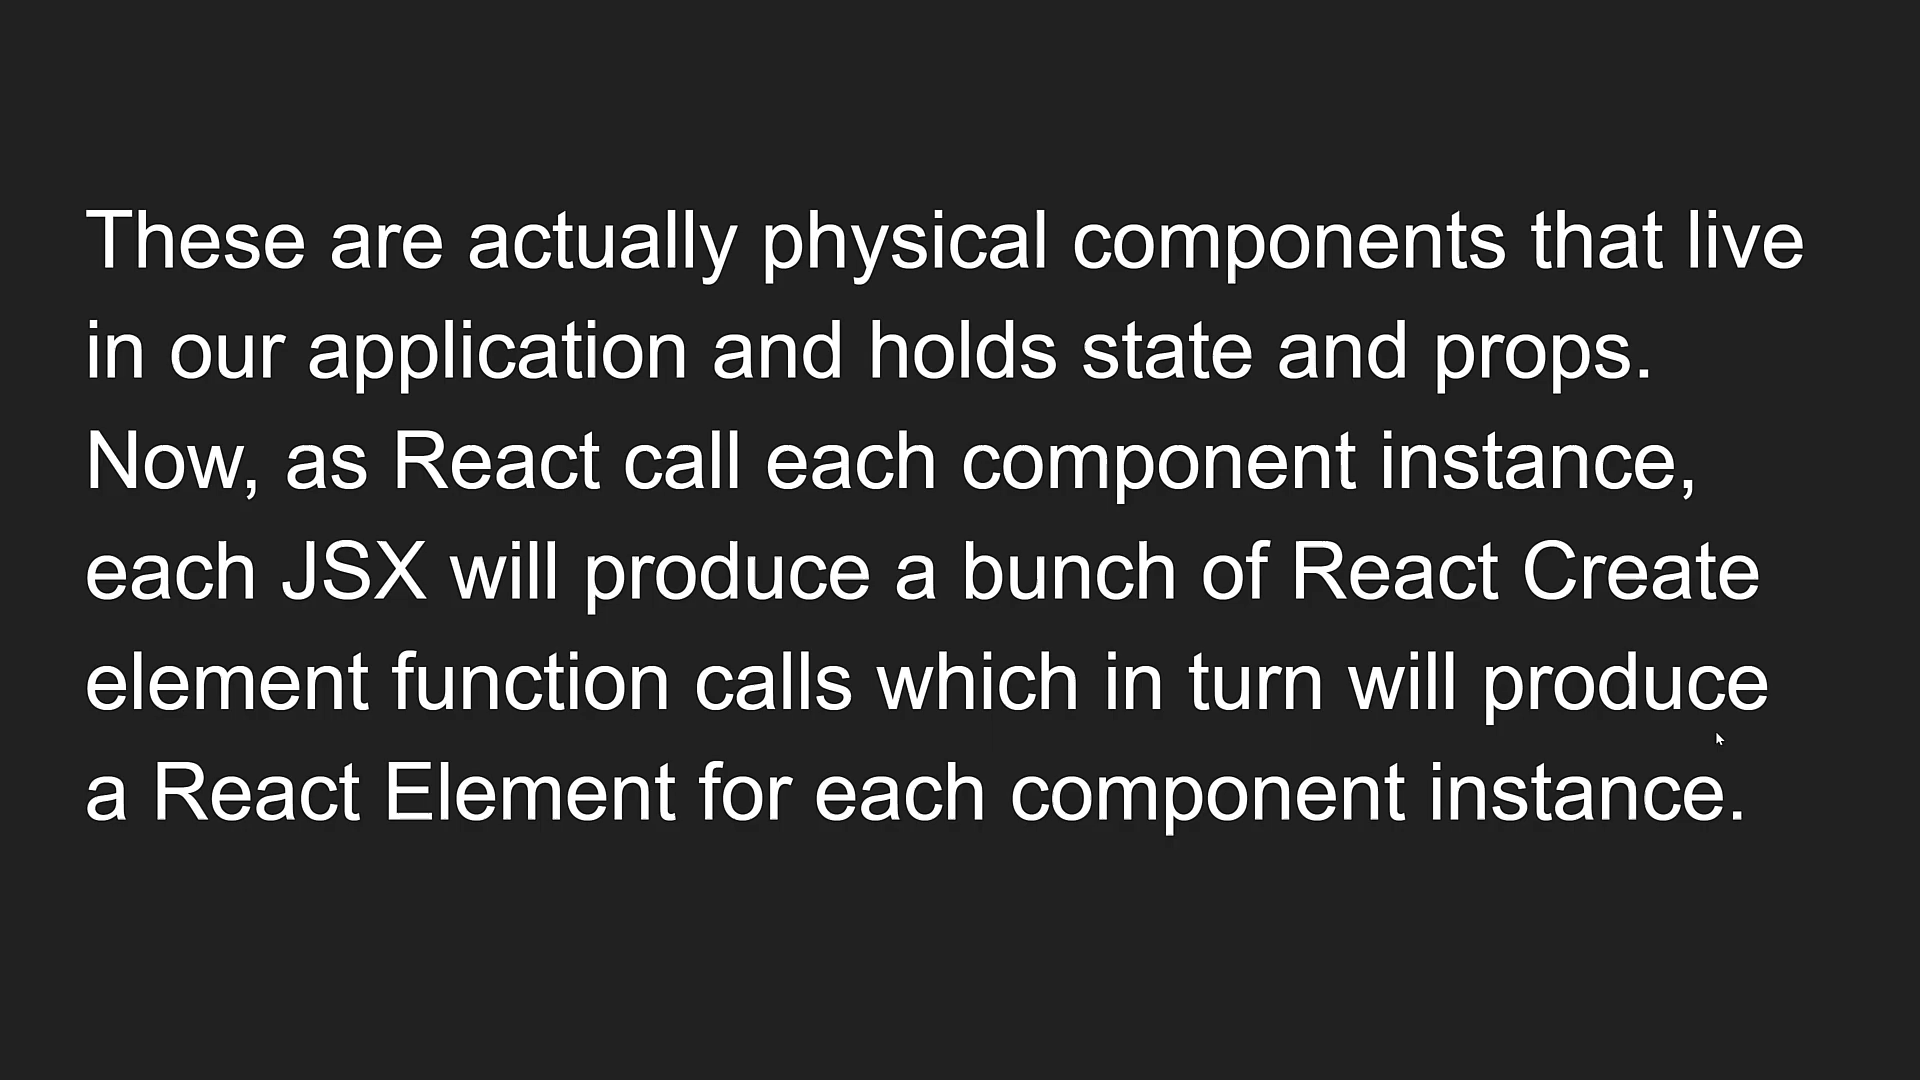 These are actually physical components that live
in our application and holds state and props.
Now, as React call each component instance,
each JSX will produce a bunch of React Create
element function calls which in turn will produce
a React Element for each component instance.